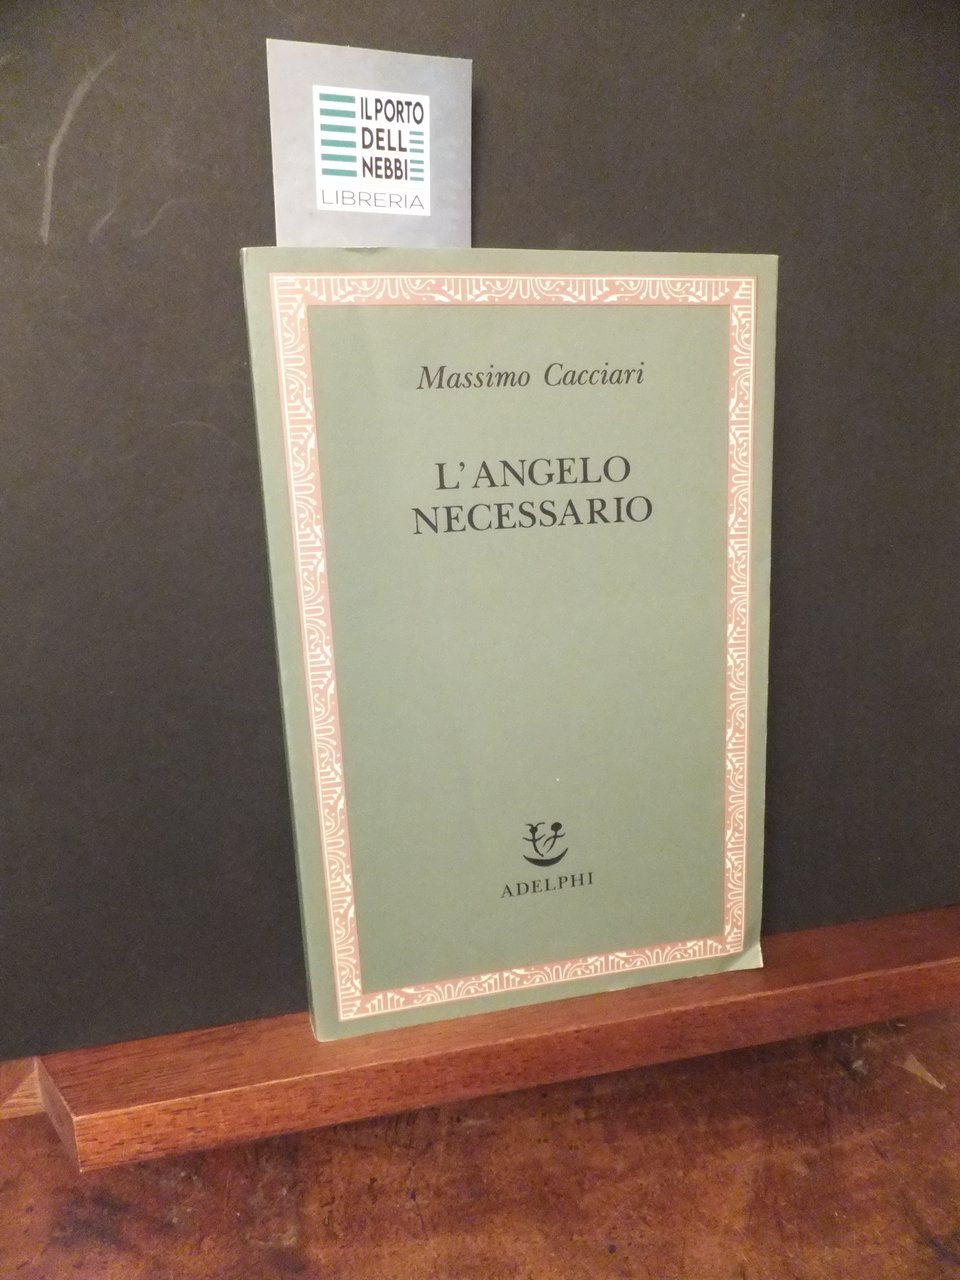 IL PORTO
DELL
NEBBI
LIBRERIA
Massimo Cacciari
L'ANGELO
NECESSARIO
ADELPHI